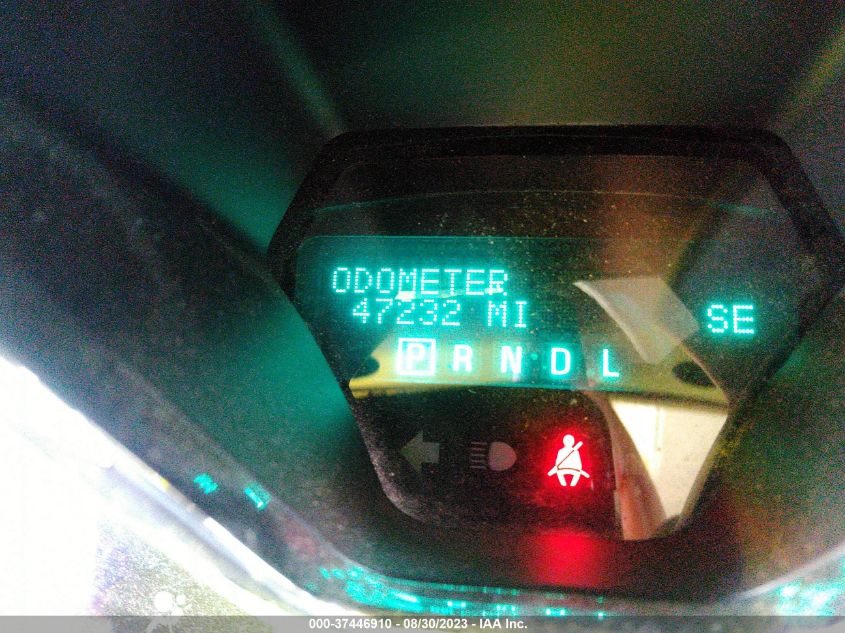 ODOMETER
47232 MI
SE
P R N D L
000-37446910 - 08/30/2023 - IAA Inc.